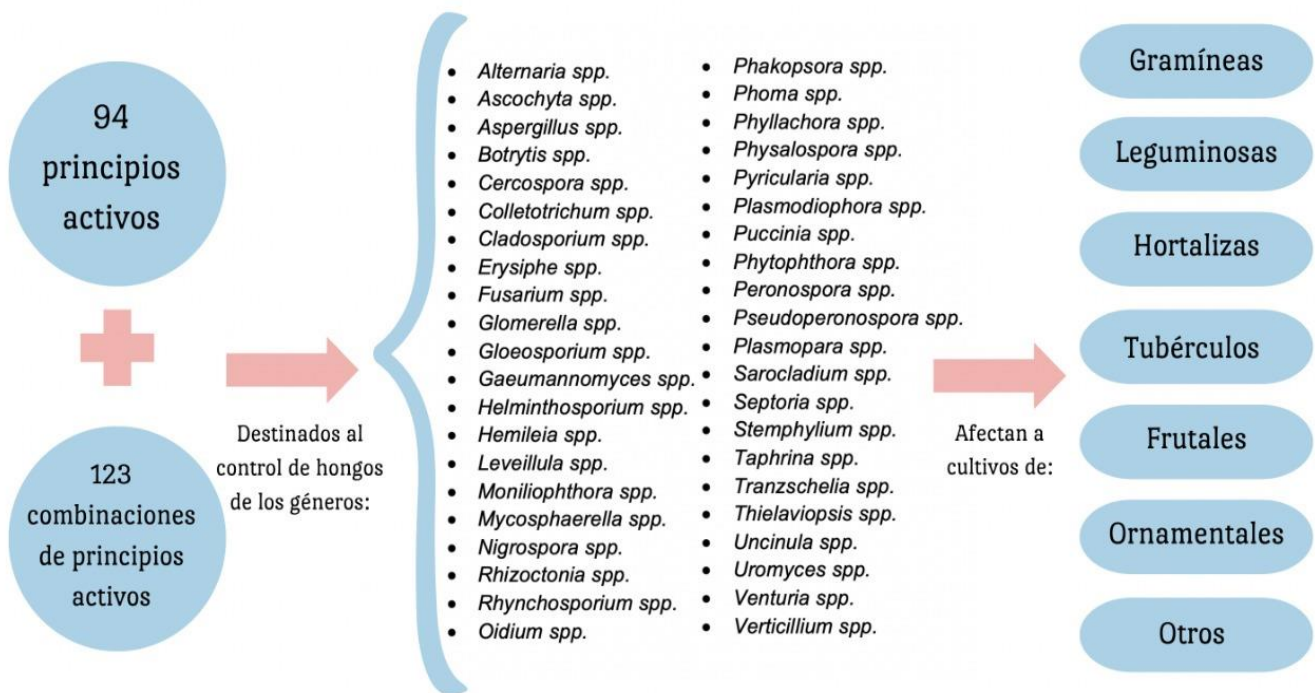 94
principios
activos
123
combinaciones
de principios
activos
Destinados al
control de hongos
de los géneros:
• Alternaria spp.
• Ascochyta spp.
• Aspergillus spp.
• Botrytis spp.
• Cercospora spp.
• Colletotrichum spp.
• Cladosporium spp.
• Erysiphe spp.
• Fusarium spp.
• Glomerella spp.
• Gloeosporium spp.
• Gaeumannomyces spp.
• Helminthosporium spp.
• Hemileia spp.
• Leveillula spp.
• Moniliophthora spp.
• Mycosphaerella spp.
• Nigrospora spp.
• Rhizoctonia spp.
• Rhynchosporium spp.
• Oidium spp.
• Phakopsora spp.
• Phoma spp.
• Phyllachora spp.
• Physalospora spp.
• Pyricularia spp.
• Plasmodiophora spp.
• Puccinia spp.
• Phytophthora spp.
• Peronospora spp.
• Pseudoperonospora spp.
• Plasmopara spp.
• Sarocladium spp.
• Septoria spp.
• Stemphylium spp.
• Taphrina spp.
• Tranzschelia spp.
• Thielaviopsis spp.
• Uncinula spp.
• Uromyces spp.
• Venturia spp.
• Verticillium spp.
Afectan a
cultivos de:
Gramíneas
Leguminosas
Hortalizas
Tubérculos
Frutales
Ornamentales
Otros